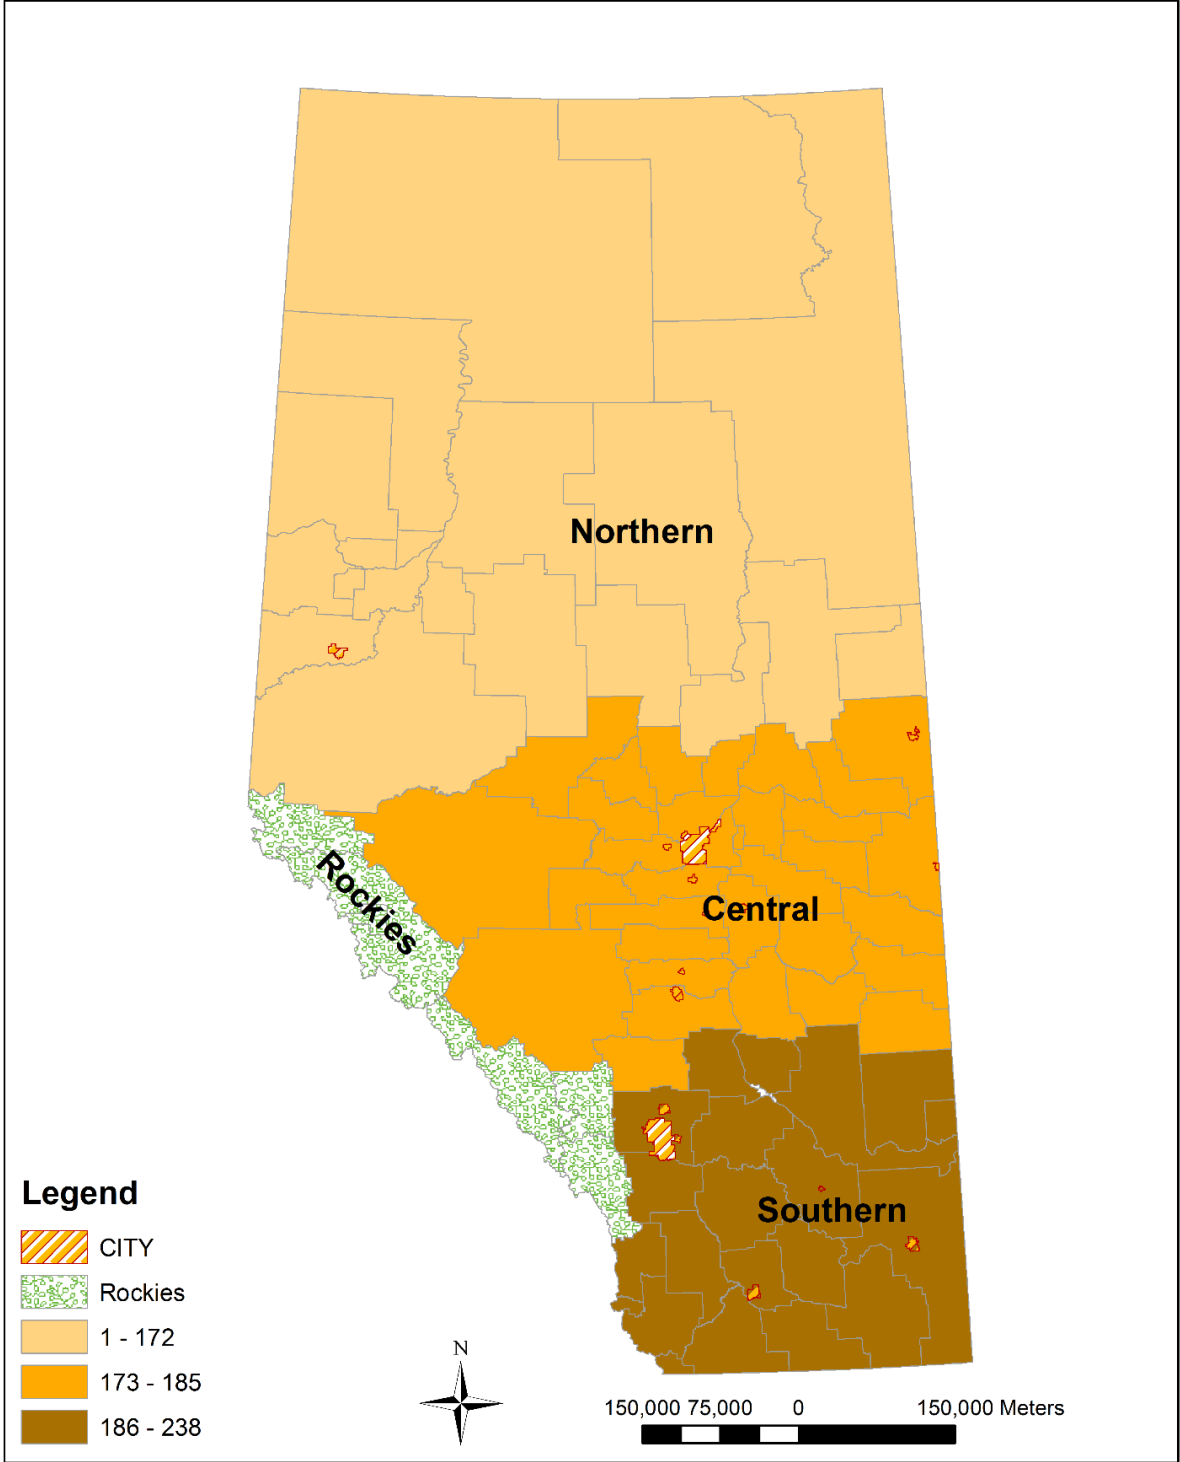 Northern
Rockies
Central
Southern
Legend
CITY
Rockies
1 - 172
173 - 185
186 - 238
N
150,000 75,000 0 150,000 Meters